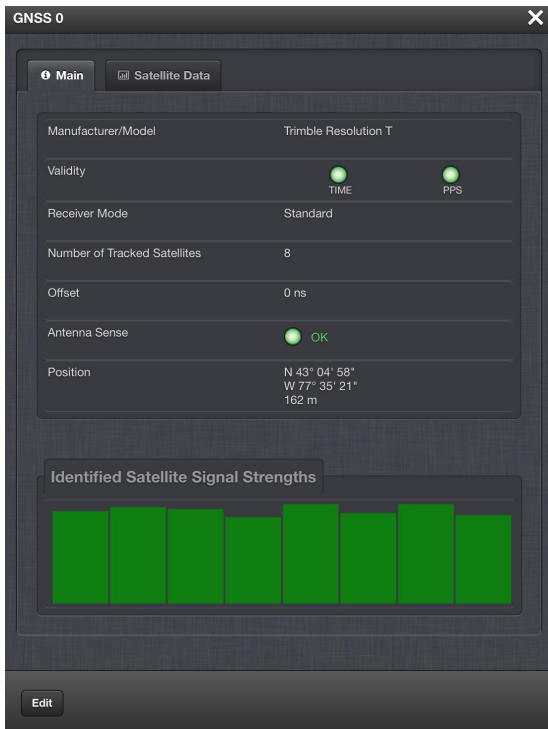 GNSS 0
Main
Satellite Data
Manufacturer/Model Trimble Resolution T
Validity
TIME PPS
Receiver Mode Standard
Number of Tracked Satellites 8
Offset 0 ns
Antenna Sense OK
Position N 43° 04' 58"
W 77° 35' 21"
162 m
Identified Satellite Signal Strengths
Edit